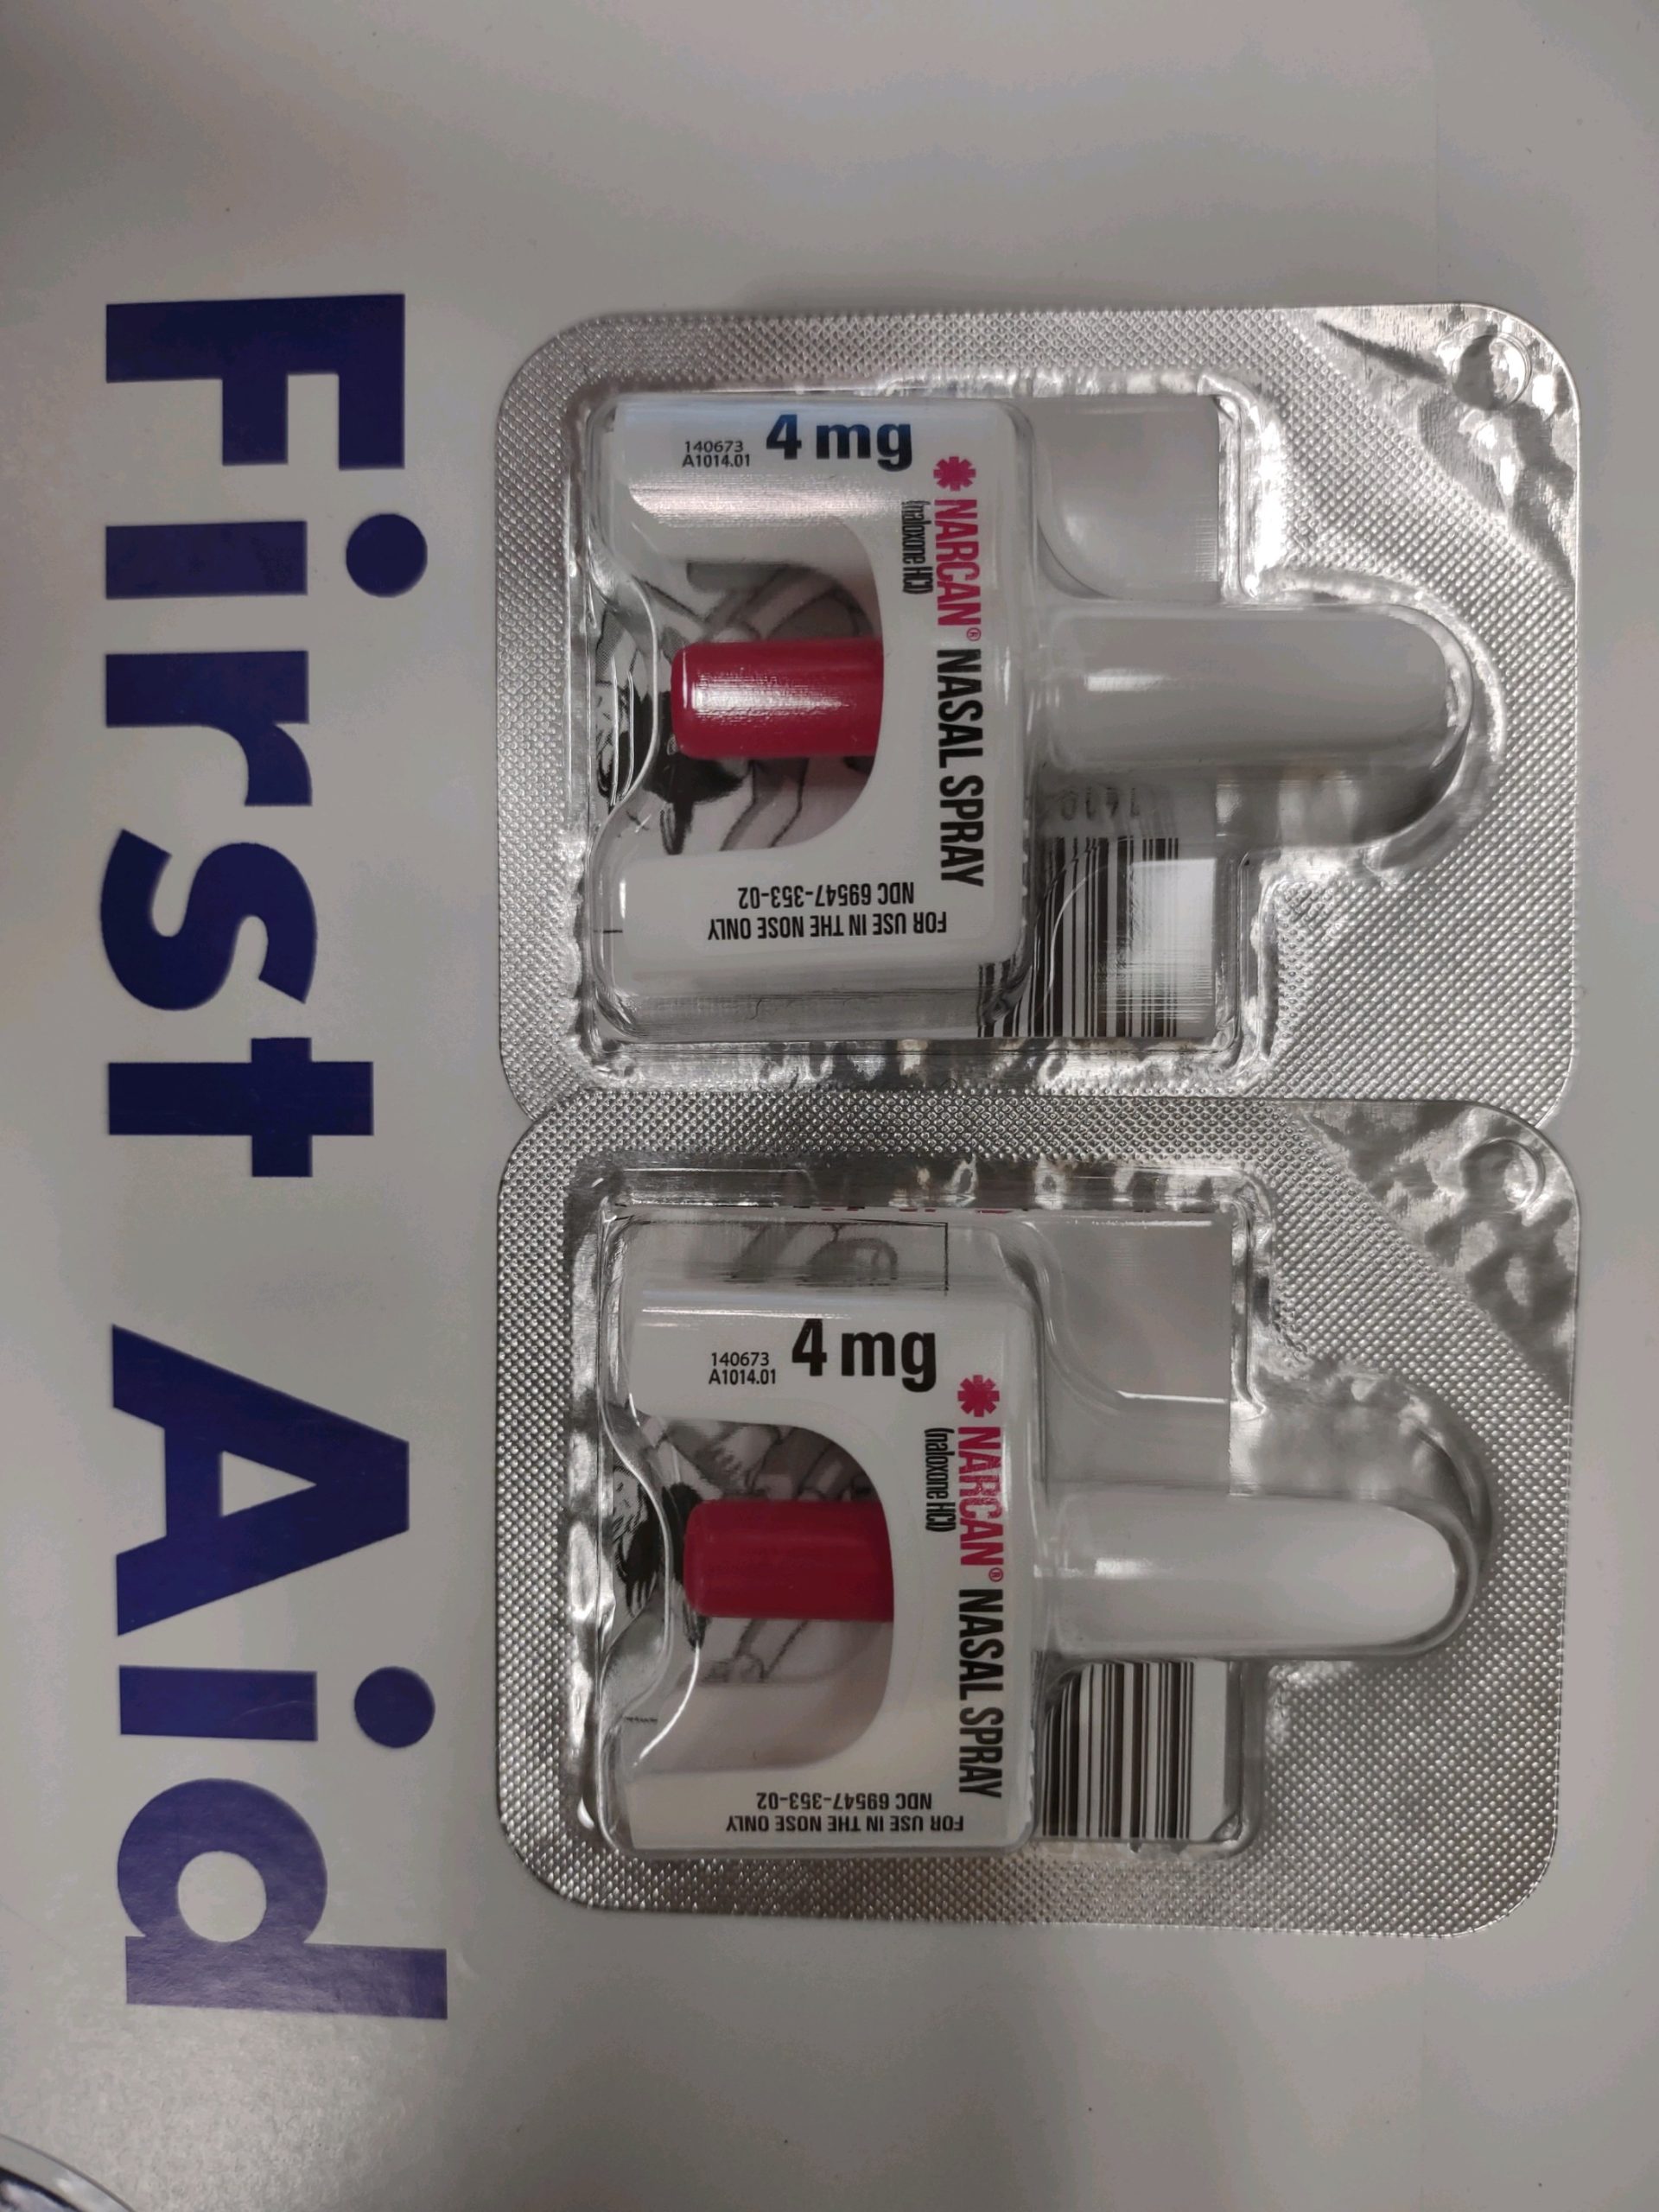 First Aid
4 mg
140673
A1014.01
NARCAN® NASAL SPRAY
(naloxone HCl)
NDC 69547-353-02
FOR USE IN THE NOSE ONLY
4 mg
140673
A1014.01
NARCAN® NASAL SPRAY
(naloxone HCl)
NDC 69547-353-02
FOR USE IN THE NOSE ONLY